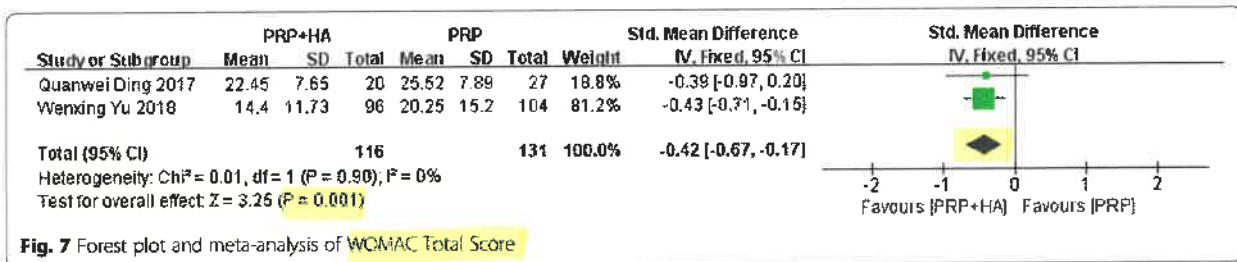 PRP+HA PRP Std. Mean Difference Std. Mean Difference
Study or Subgroup Mean SD Total Mean SD Total Weight IV, Fixed, 95% CI IV, Fixed, 95% CI
Quanwei Ding 2017 22.45 7.65 20 25.52 7.89 27 18.8% -0.39 [-0.97, 0.20]
Wenxing Yu 2018 14.4 11.73 96 20.25 15.2 104 81.2% -0.43 [-0.71, -0.15]
Total (95% CI) 116 131 100.0% -0.42 [-0.67, -0.17]
Heterogeneity: Chi² = 0.01, df = 1 (P = 0.90); I² = 0%
Test for overall effect: Z = 3.25 (P = 0.001)
-2 -1 0 1 2
Favours [PRP+HA] Favours [PRP]
Fig. 7 Forest plot and meta-analysis of WOMAC Total Score